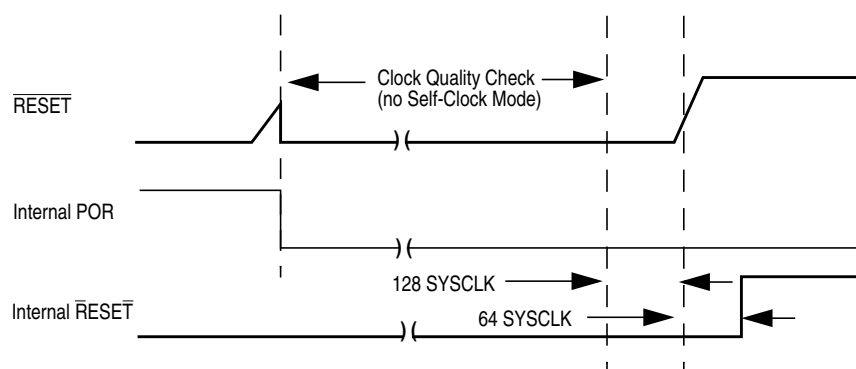 Clock Quality Check
(no Self-Clock Mode)
RESET
Internal POR
128 SYSCLK
Internal RESET
64 SYSCLK